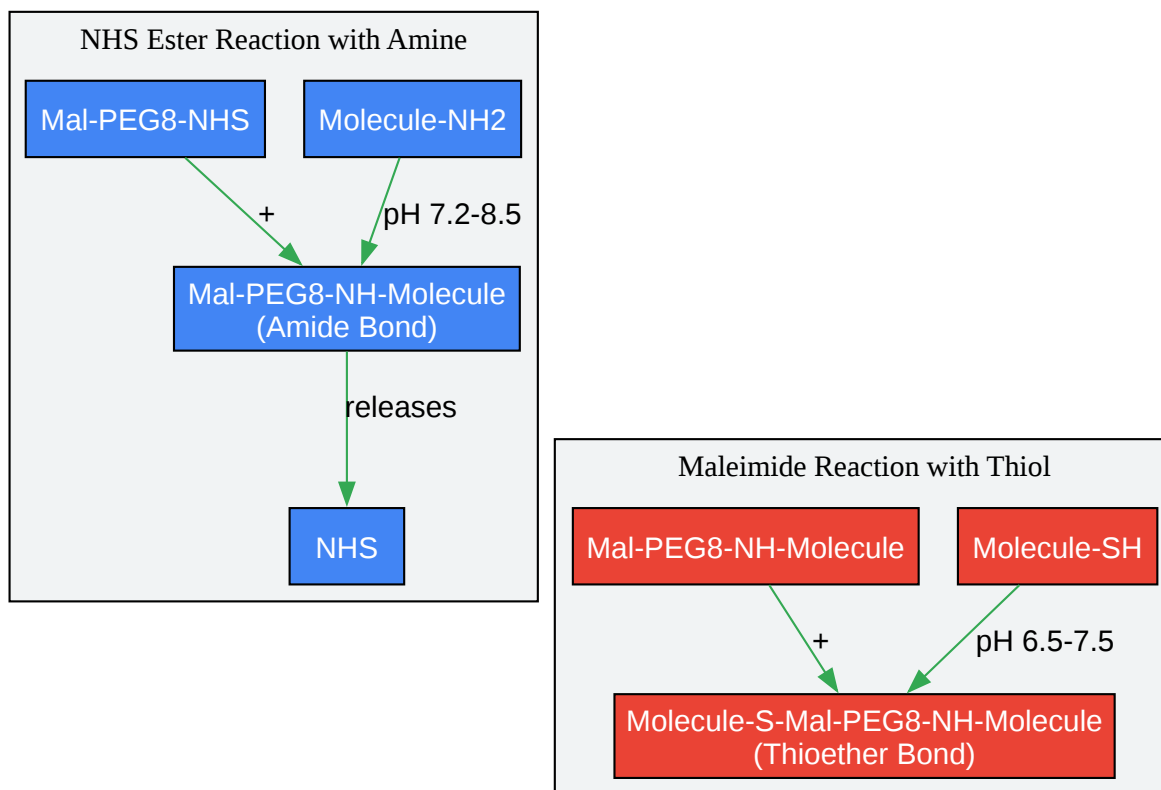 NHS Ester Reaction with Amine
Mal-PEG8-NHS
Molecule-NH2
+
pH 7.2-8.5
Mal-PEG8-NH-Molecule
(Amide Bond)
releases
NHS
Maleimide Reaction with Thiol
Mal-PEG8-NH-Molecule
Molecule-SH
+
pH 6.5-7.5
Molecule-S-Mal-PEG8-NH-Molecule
(Thioether Bond)